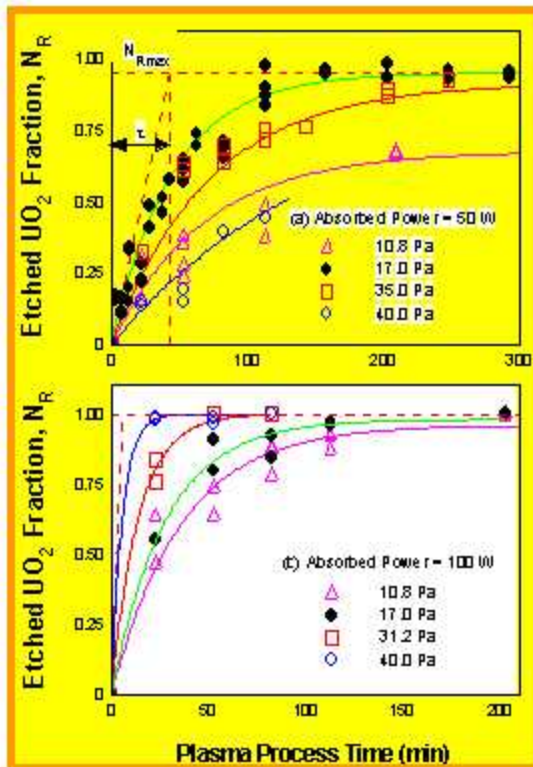 Etched UO2 Fraction, NR
1.00
0.75
0.50
0.25
0
NRmax
τ
(a) Absorbed Power = 50 W
10.8 Pa
17.0 Pa
35.0 Pa
40.0 Pa
0
100
200
300
Etched UO2 Fraction, NR
1.00
0.75
0.50
0.25
0
Absorbed Power = 100 W
10.8 Pa
17.0 Pa
31.2 Pa
40.0 Pa
0
50
100
150
200
Plasma Process Time (min)